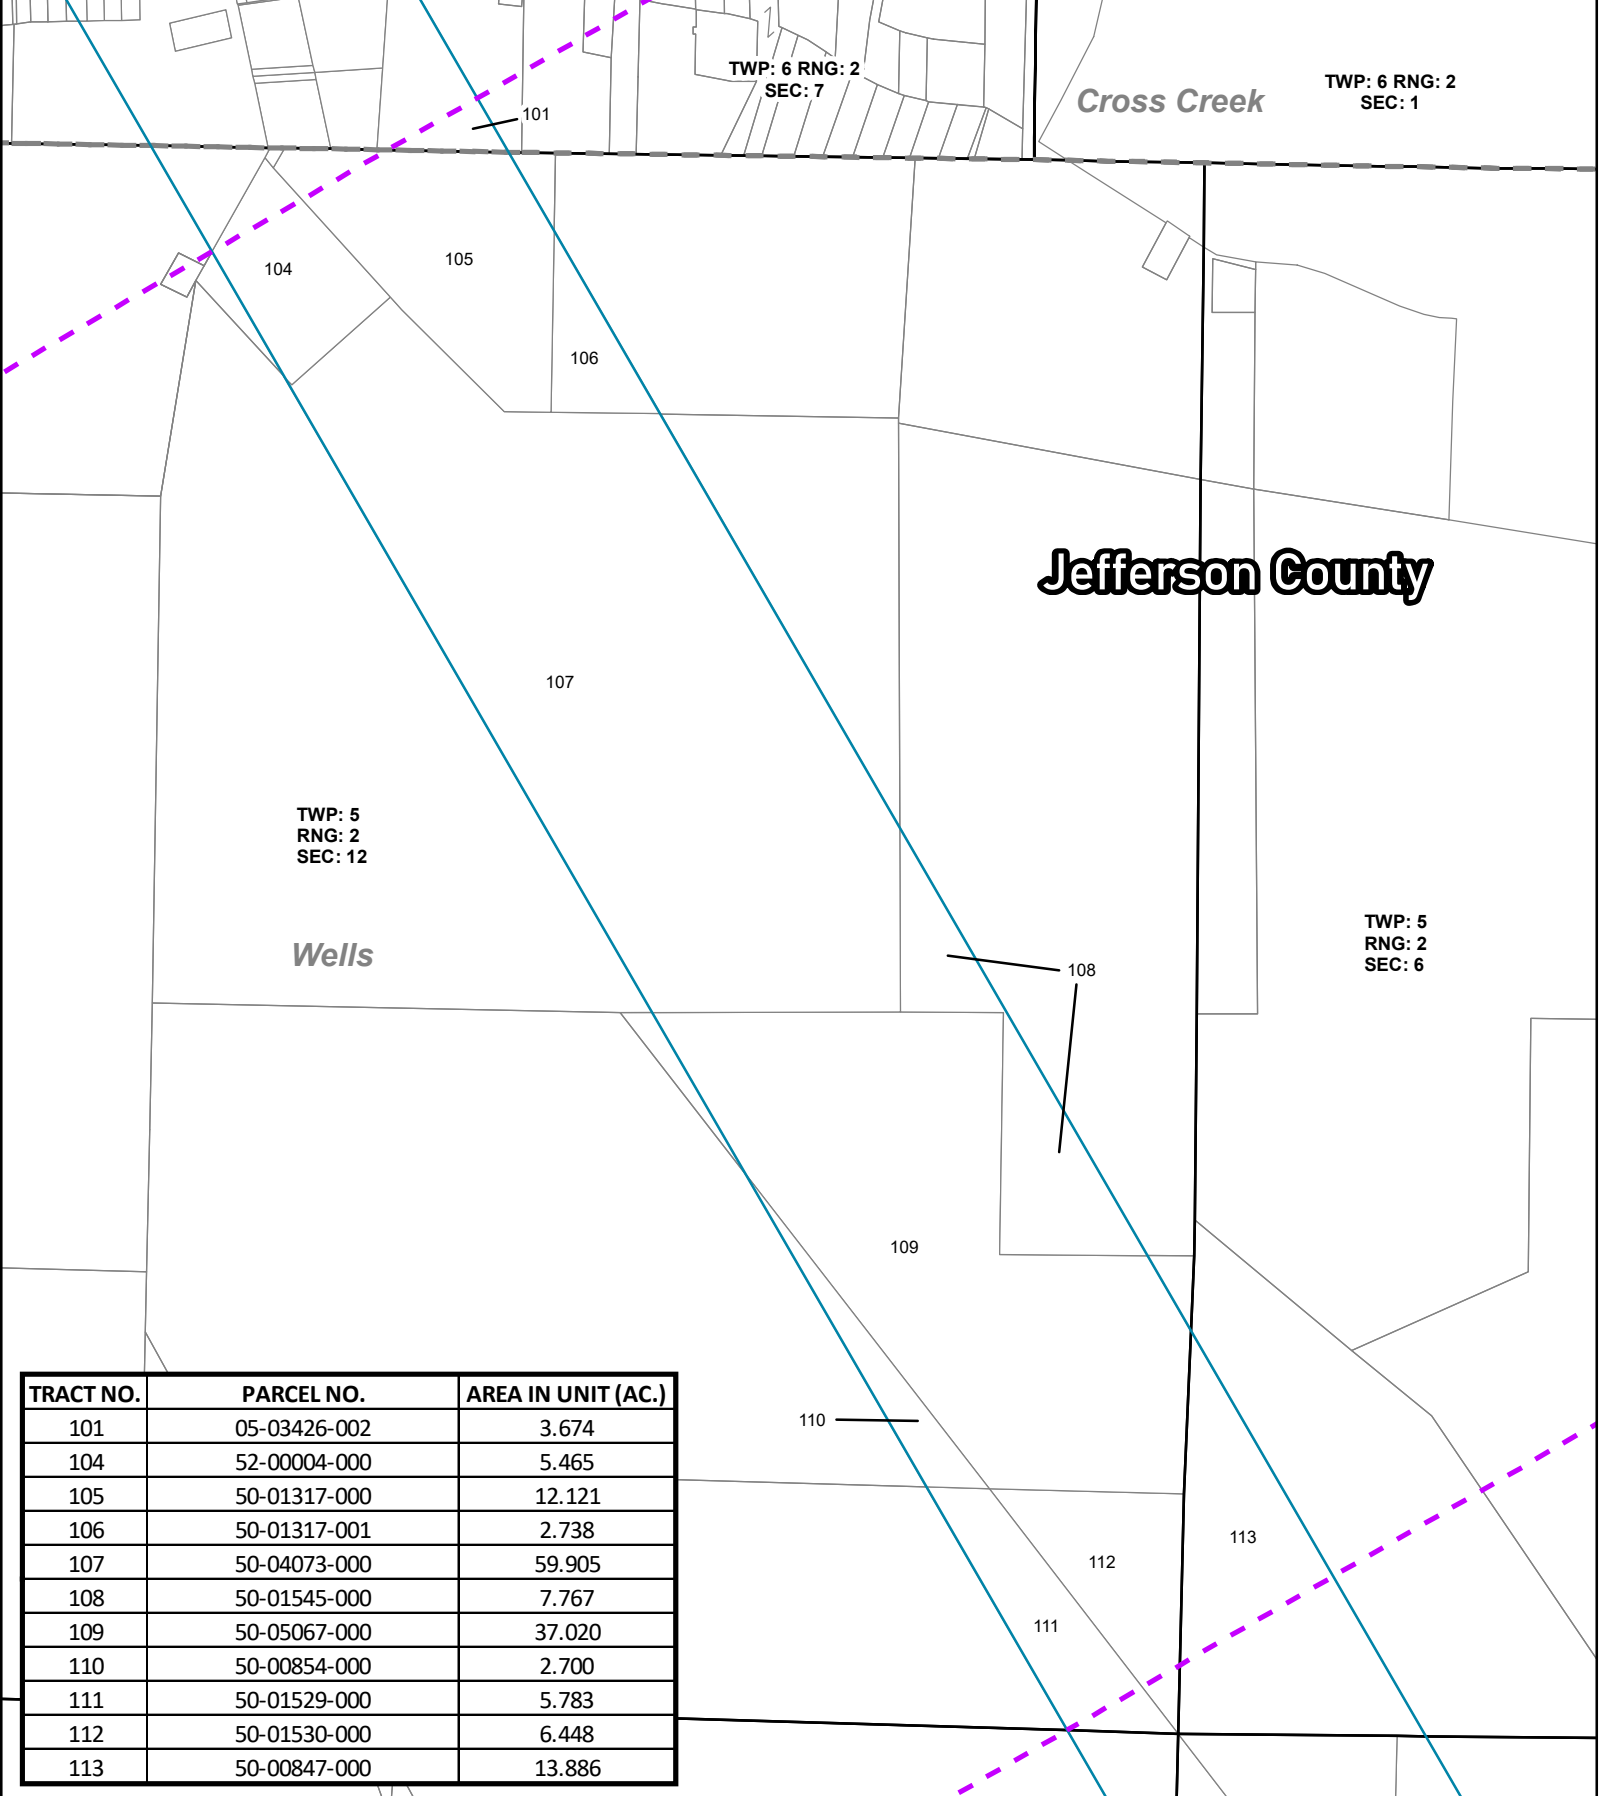 TWP: 6 RNG: 2
SEC: 7
TWP: 6 RNG: 2
SEC: 1
Cross Creek
101
104
105
106
Jefferson County
107
TWP: 5
RNG: 2
SEC: 12
Wells
TWP: 5
RNG: 2
SEC: 6
108
109
110
113
112
111
TRACT NO. PARCEL NO. AREA IN UNIT (AC.)
101 05-03426-002 3.674
104 52-00004-000 5.465
105 50-01317-000 12.121
106 50-01317-001 2.738
107 50-04073-000 59.905
108 50-01545-000 7.767
109 50-05067-000 37.020
110 50-00854-000 2.700
111 50-01529-000 5.783
112 50-01530-000 6.448
113 50-00847-000 13.886